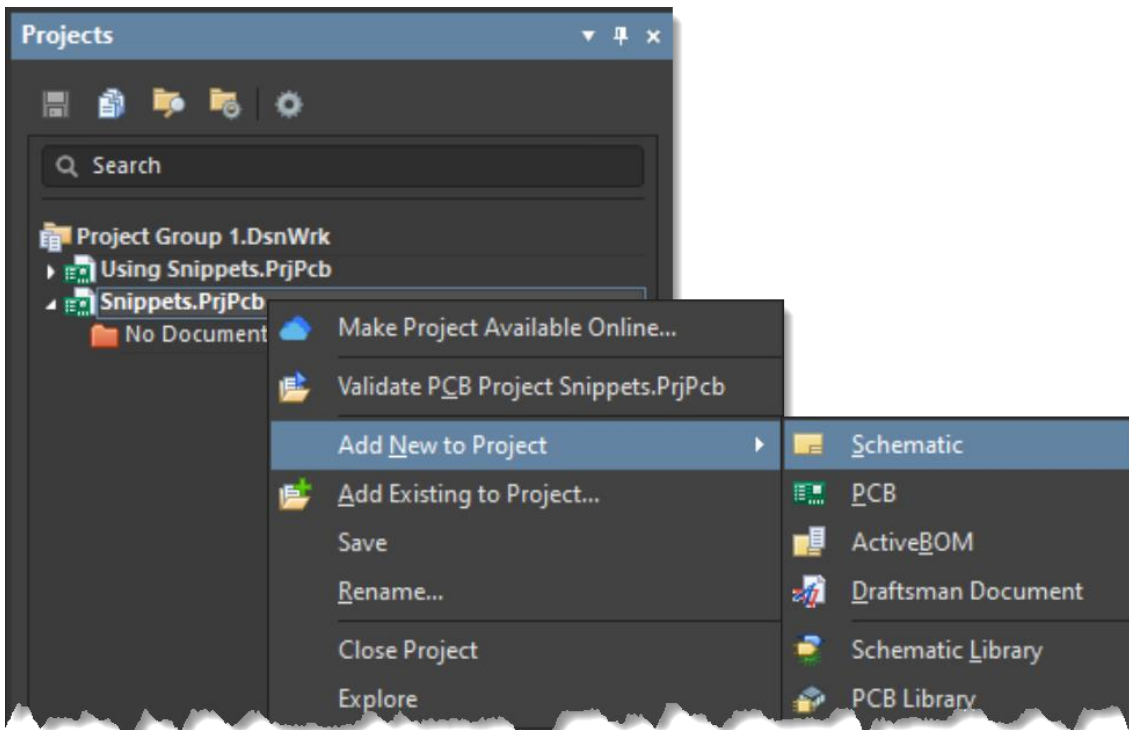 Projects
Search
Project Group 1.DsnWrk
Using Snippets.PrjPcb
Snippets.PrjPcb
No Document
Make Project Available Online...
Validate PCB Project Snippets.PrjPcb
Add New to Project
Add Existing to Project...
Save
Rename...
Close Project
Explore
Schematic
PCB
ActiveBOM
Draftsman Document
Schematic Library
PCB Library